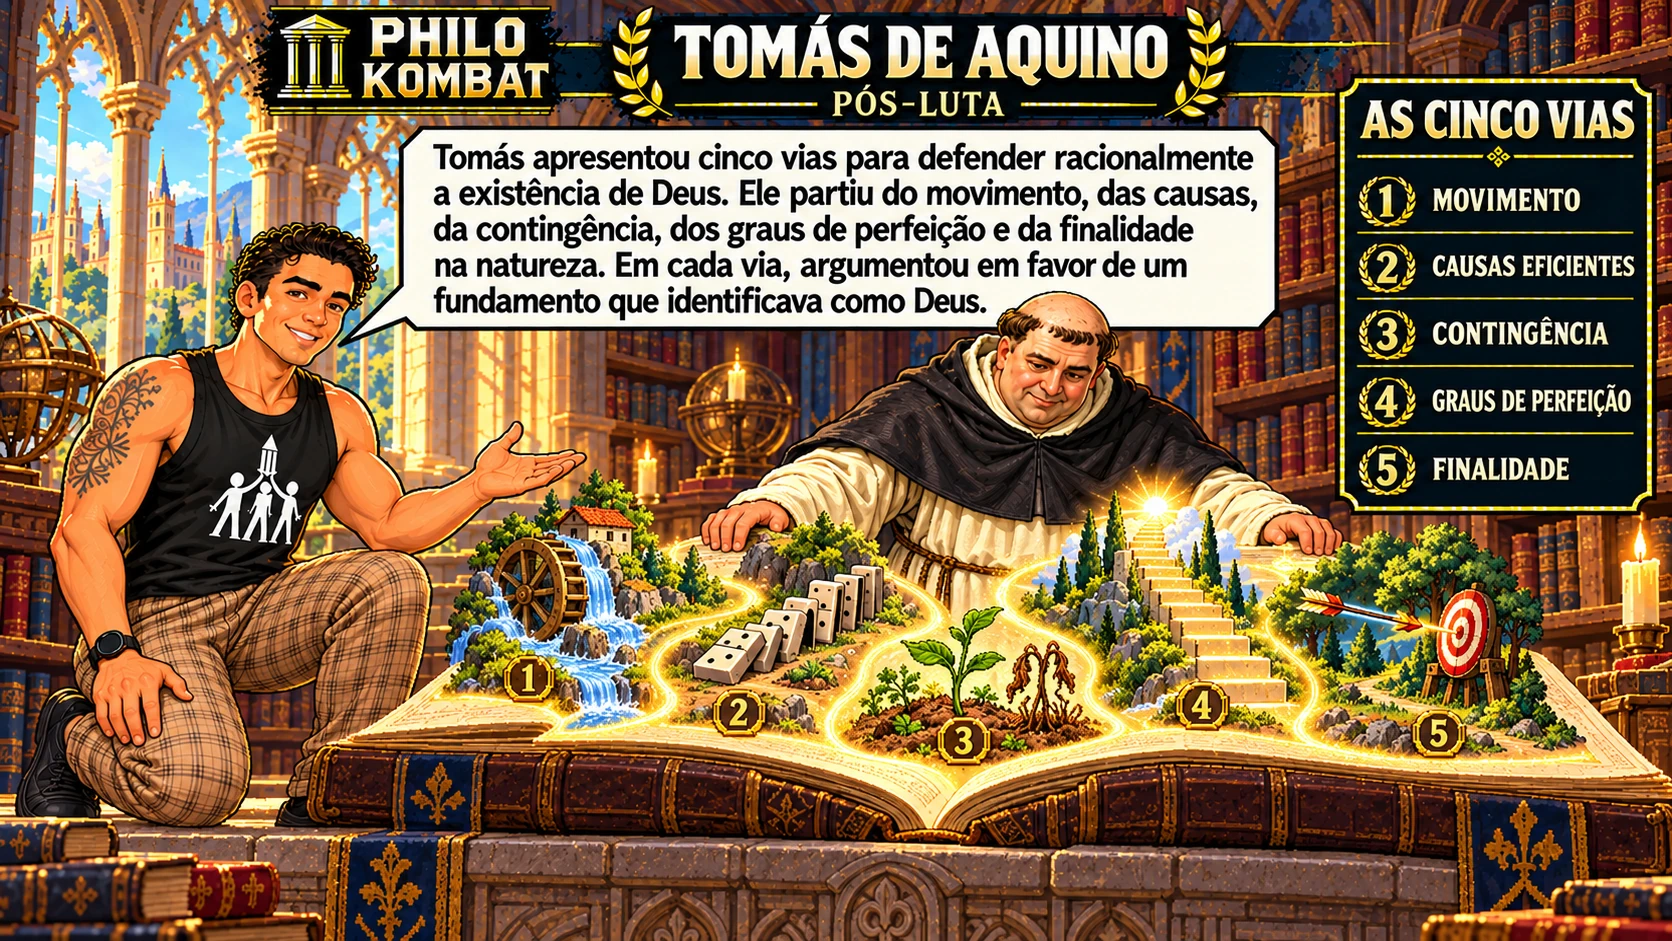 PHILO
KOMBAT
TOMÁS DE AQUINO
PÓS-LUTA
Tomás apresentou cinco vias para defender racionalmente
a existência de Deus. Ele partiu do movimento, das causas,
da contingência, dos graus de perfeição e da finalidade
na natureza. Em cada via, argumentou em favor de um
fundamento que identificava como Deus.
AS CINCO VIAS
1 MOVIMENTO
2 CAUSAS EFICIENTES
3 CONTINGÊNCIA
4 GRAUS DE PERFEIÇÃO
5 FINALIDADE
1
2
3
4
5